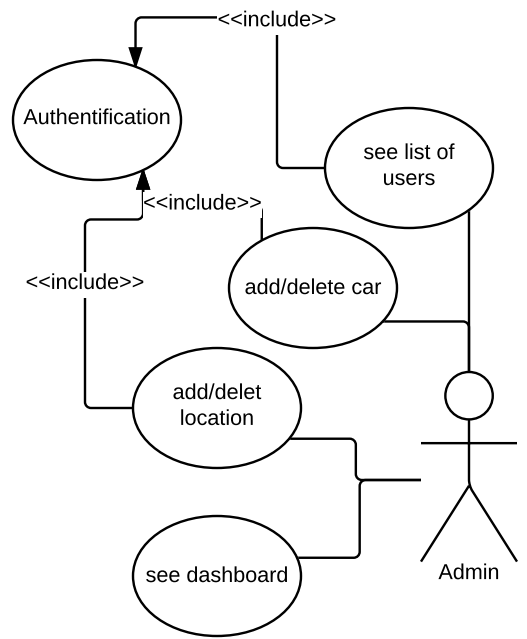 <<include>>
Authentification
see list of
users
<<include>>
<<include>>
add/delete car
add/delet
location
see dashboard
Admin